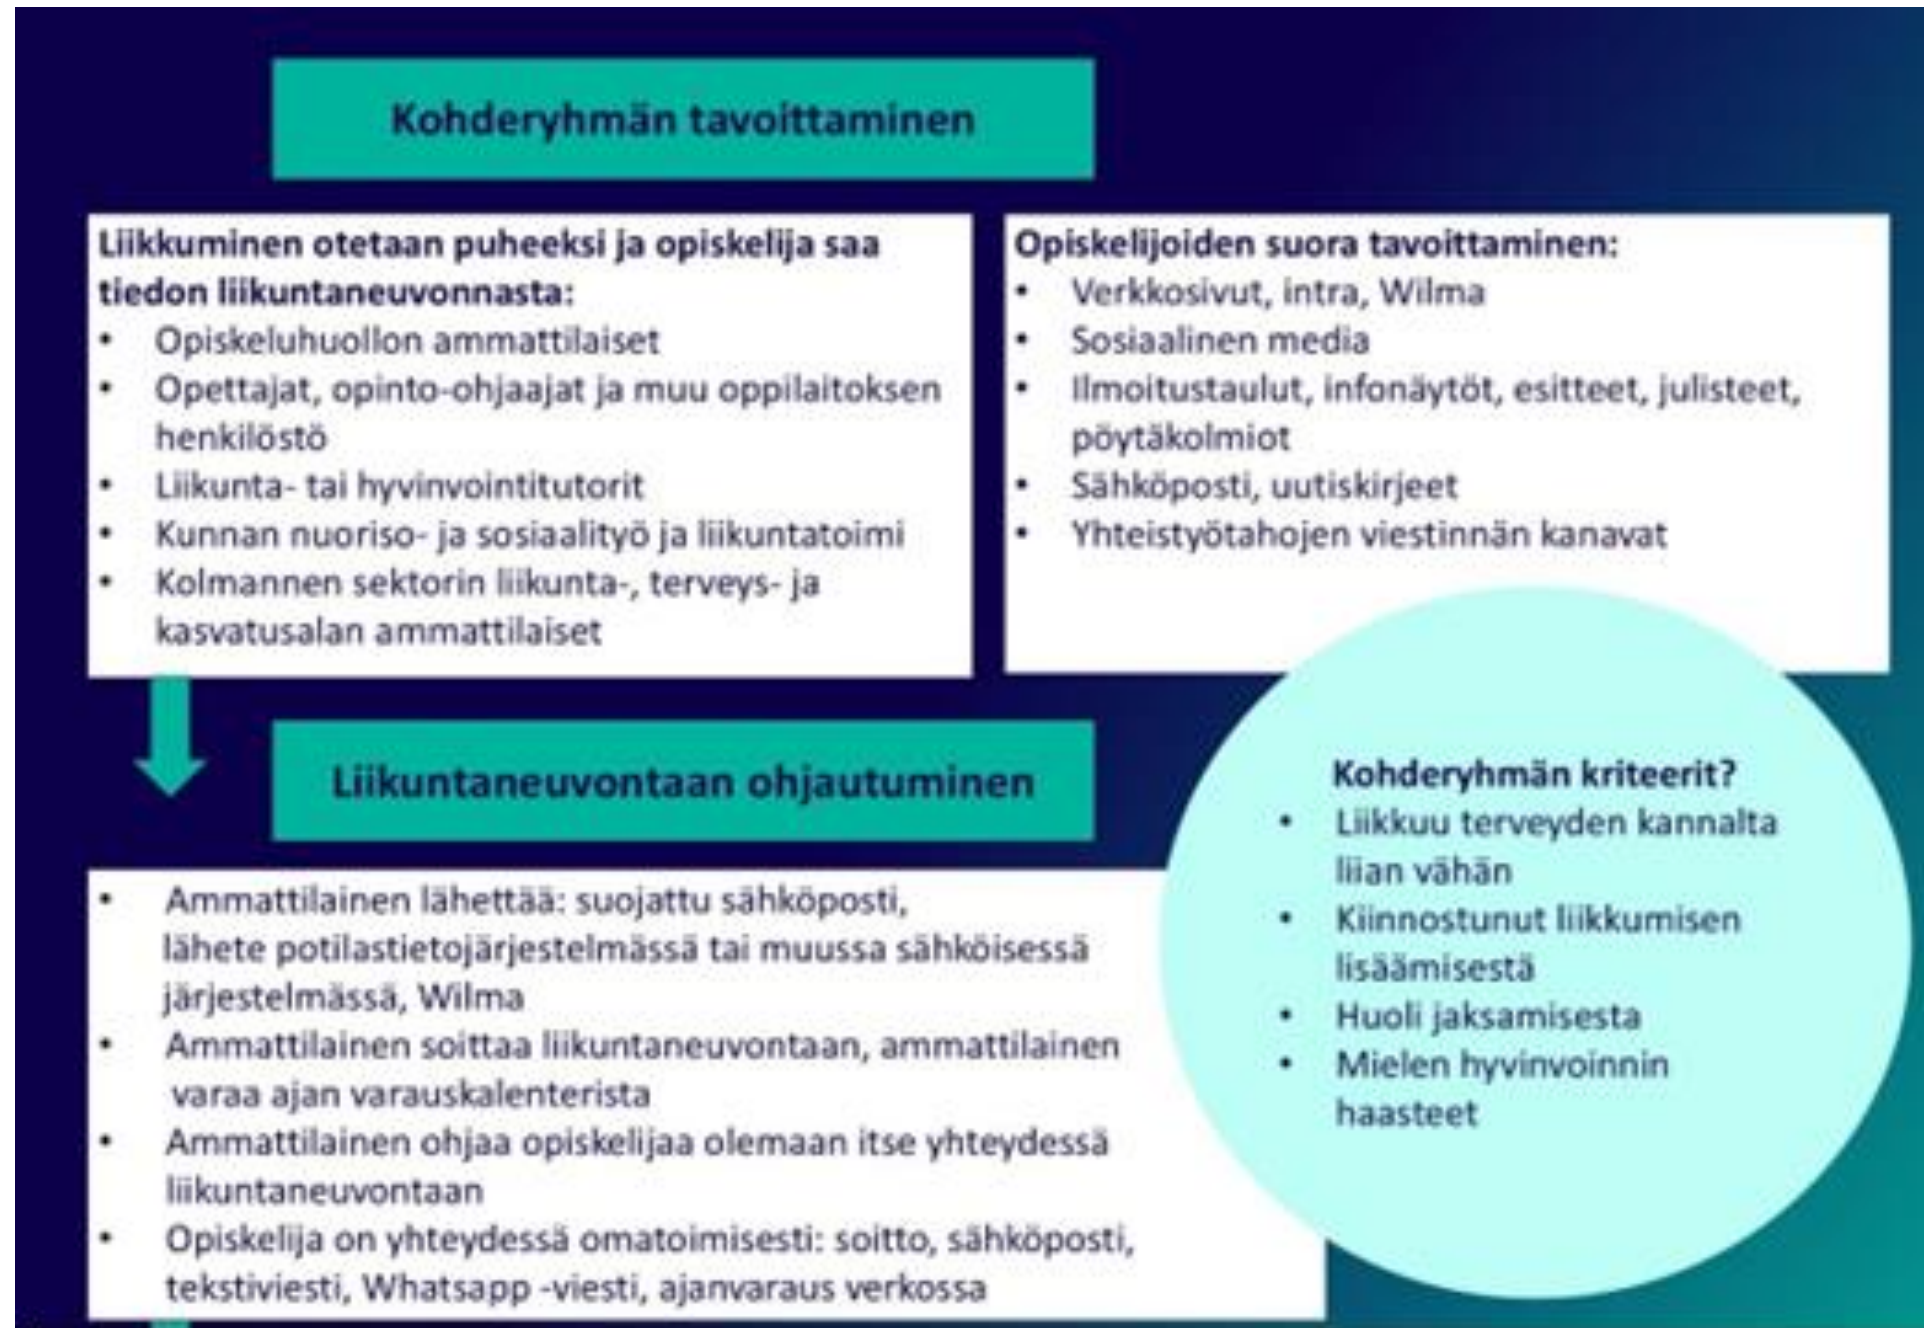 Kohderyhmän tavoittaminen
Liikkuminen otetaan puheeksi ja opiskelija saa
tiedon liikuntaneuvonnasta:
• Opiskeluhuollon ammattilaiset
• Opettajat, opinto-ohjaajat ja muu oppilaitoksen
henkilöstö
• Liikunta- tai hyvinvointitutorit
• Kunnan nuoriso- ja sosiaalityö ja liikuntatoimi
• Kolmannen sektorin liikunta-, terveys- ja
kasvatusalan ammattilaiset
Opiskelijoiden suora tavoittaminen:
• Verkkosivut, intra, Wilma
• Sosiaalinen media
• Ilmoitustaulut, infonäytöt, esitteet, julisteet,
pöytäkolmiot
• Sähköposti, uutiskirjeet
• Yhteistyötahojen viestinnän kanavat
Liikuntaneuvontaan ohjautuminen
• Ammattilainen lähettää: suojattu sähköposti,
lähete potilastietojärjestelmässä tai muussa sähköisessä
järjestelmässä, Wilma
• Ammattilainen soittaa liikuntaneuvontaan, ammattilainen
varaa ajan varauskalenterista
• Ammattilainen ohjaa opiskelijaa olemaan itse yhteydessä
liikuntaneuvontaan
• Opiskelija on yhteydessä omatoimisesti: soitto, sähköposti,
tekstiviesti, Whatsapp -viesti, ajanvaraus verkossa
Kohderyhmän kriteerit?
• Liikkuu terveyden kannalta
liian vähän
• Kiinnostunut liikkumisen
lisäämisestä
• Huoli jaksamisesta
• Mielen hyvinvoinnin
haasteet